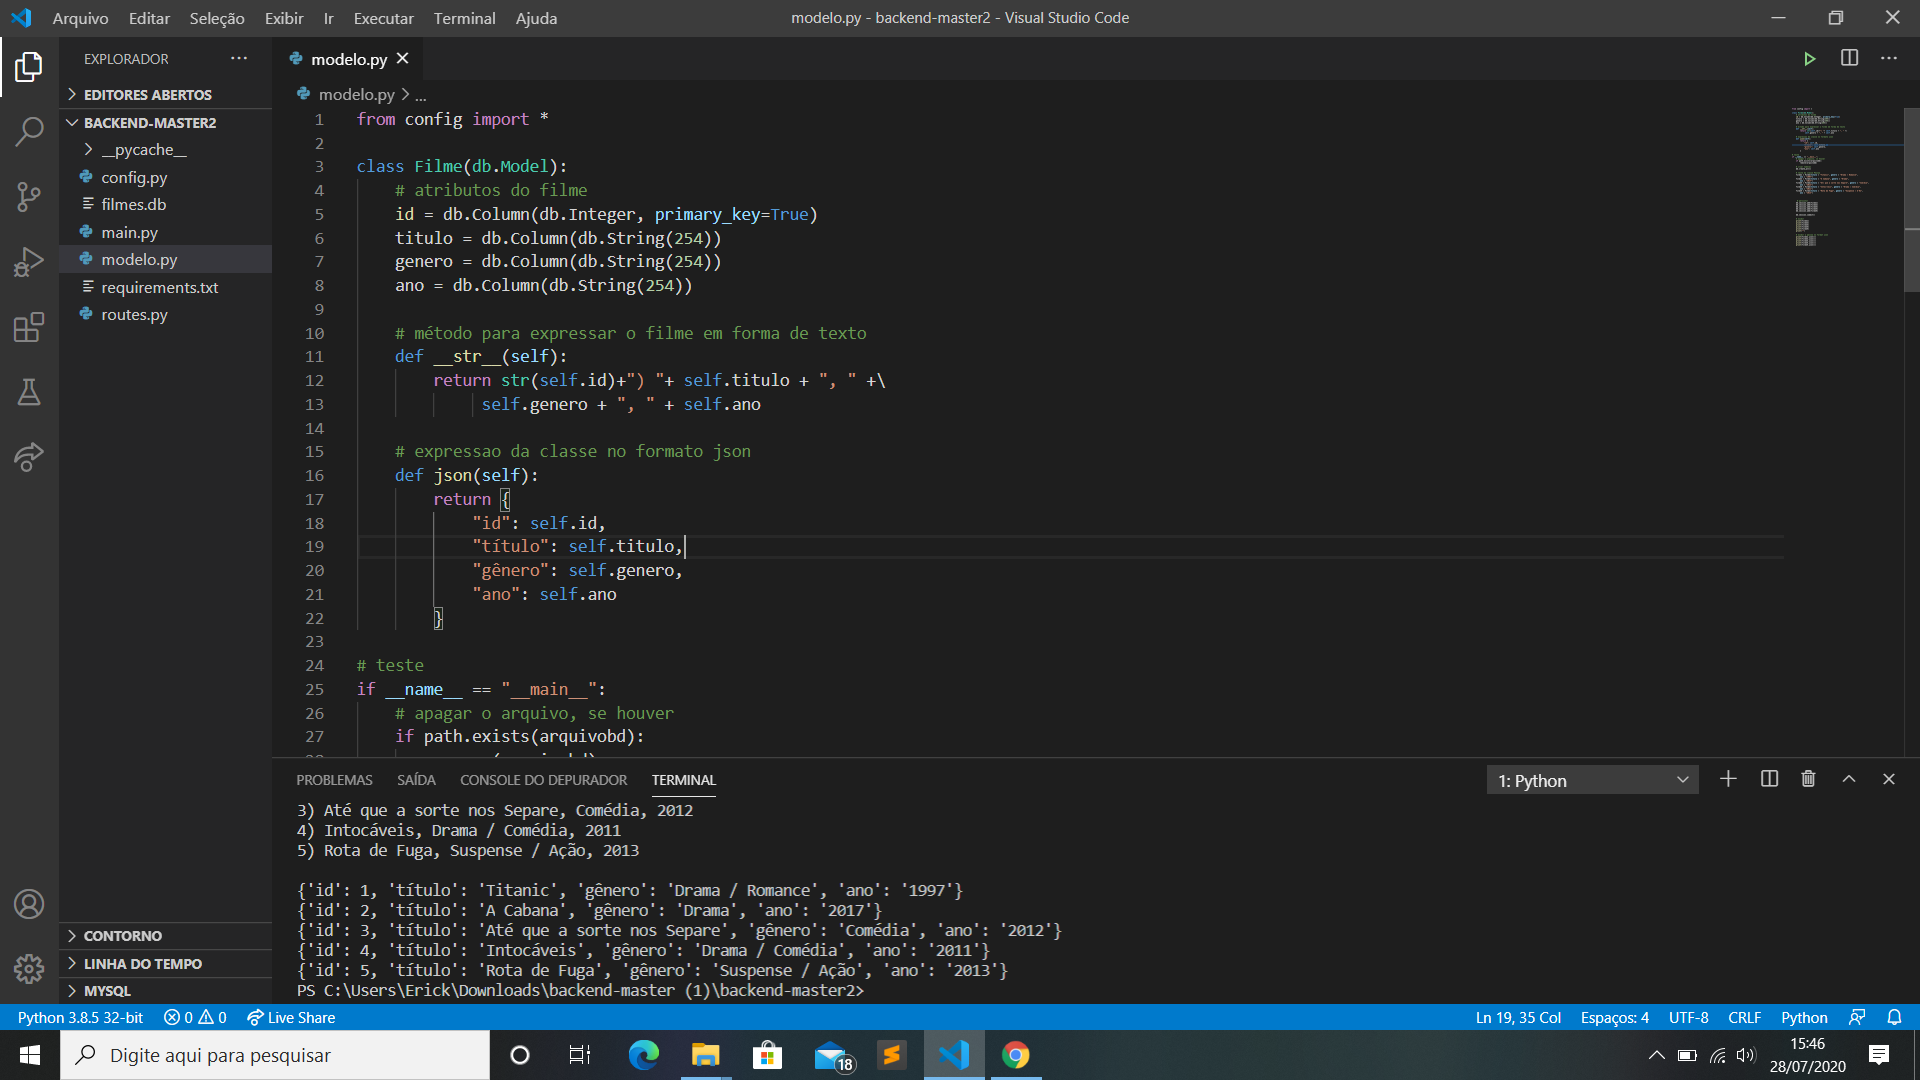 Arquivo Editar Seleção Exibir Ir Executar Terminal Ajuda
modelo.py - backend-master2 - Visual Studio Code
EXPLORADOR
EDITORES ABERTOS
BACKEND-MASTER2
__pycache__
config.py
filmes.db
main.py
modelo.py
requirements.txt
routes.py
CONTORNO
LINHA DO TEMPO
MYSQL
modelo.py
modelo.py > ...
1 from config import *
2
3 class Filme(db.Model):
4 # atributos do filme
5 id = db.Column(db.Integer, primary_key=True)
6 titulo = db.Column(db.String(254))
7 genero = db.Column(db.String(254))
8 ano = db.Column(db.String(254))
9
10 # método para expressar o filme em forma de texto
11 def __str__(self):
12 return str(self.id)+") "+ self.titulo + ", " +\
13 self.genero + ", " + self.ano
14
15 # expressao da classe no formato json
16 def json(self):
17 return {
18 "id": self.id,
19 "título": self.titulo,
20 "gênero": self.genero,
21 "ano": self.ano
22 }
23
24 # teste
25 if __name__ == "__main__":
26 # apagar o arquivo, se houver
27 if path.exists(arquivobd):
PROBLEMAS SAÍDA CONSOLE DO DEPURADOR TERMINAL
1: Python
3) Até que a sorte nos Separe, Comédia, 2012
4) Intocáveis, Drama / Comédia, 2011
5) Rota de Fuga, Suspense / Ação, 2013
{'id': 1, 'título': 'Titanic', 'gênero': 'Drama / Romance', 'ano': '1997'}
{'id': 2, 'título': 'A Cabana', 'gênero': 'Drama', 'ano': '2017'}
{'id': 3, 'título': 'Até que a sorte nos Separe', 'gênero': 'Comédia', 'ano': '2012'}
{'id': 4, 'título': 'Intocáveis', 'gênero': 'Drama / Comédia', 'ano': '2011'}
{'id': 5, 'título': 'Rota de Fuga', 'gênero': 'Suspense / Ação', 'ano': '2013'}
PS C:\Users\Erick\Downloads\backend-master (1)\backend-master2>
Python 3.8.5 32-bit 0 0 Live Share
Ln 19, 35 Col Espaços: 4 UTF-8 CRLF Python
Digite aqui para pesquisar
18
15:46
28/07/2020